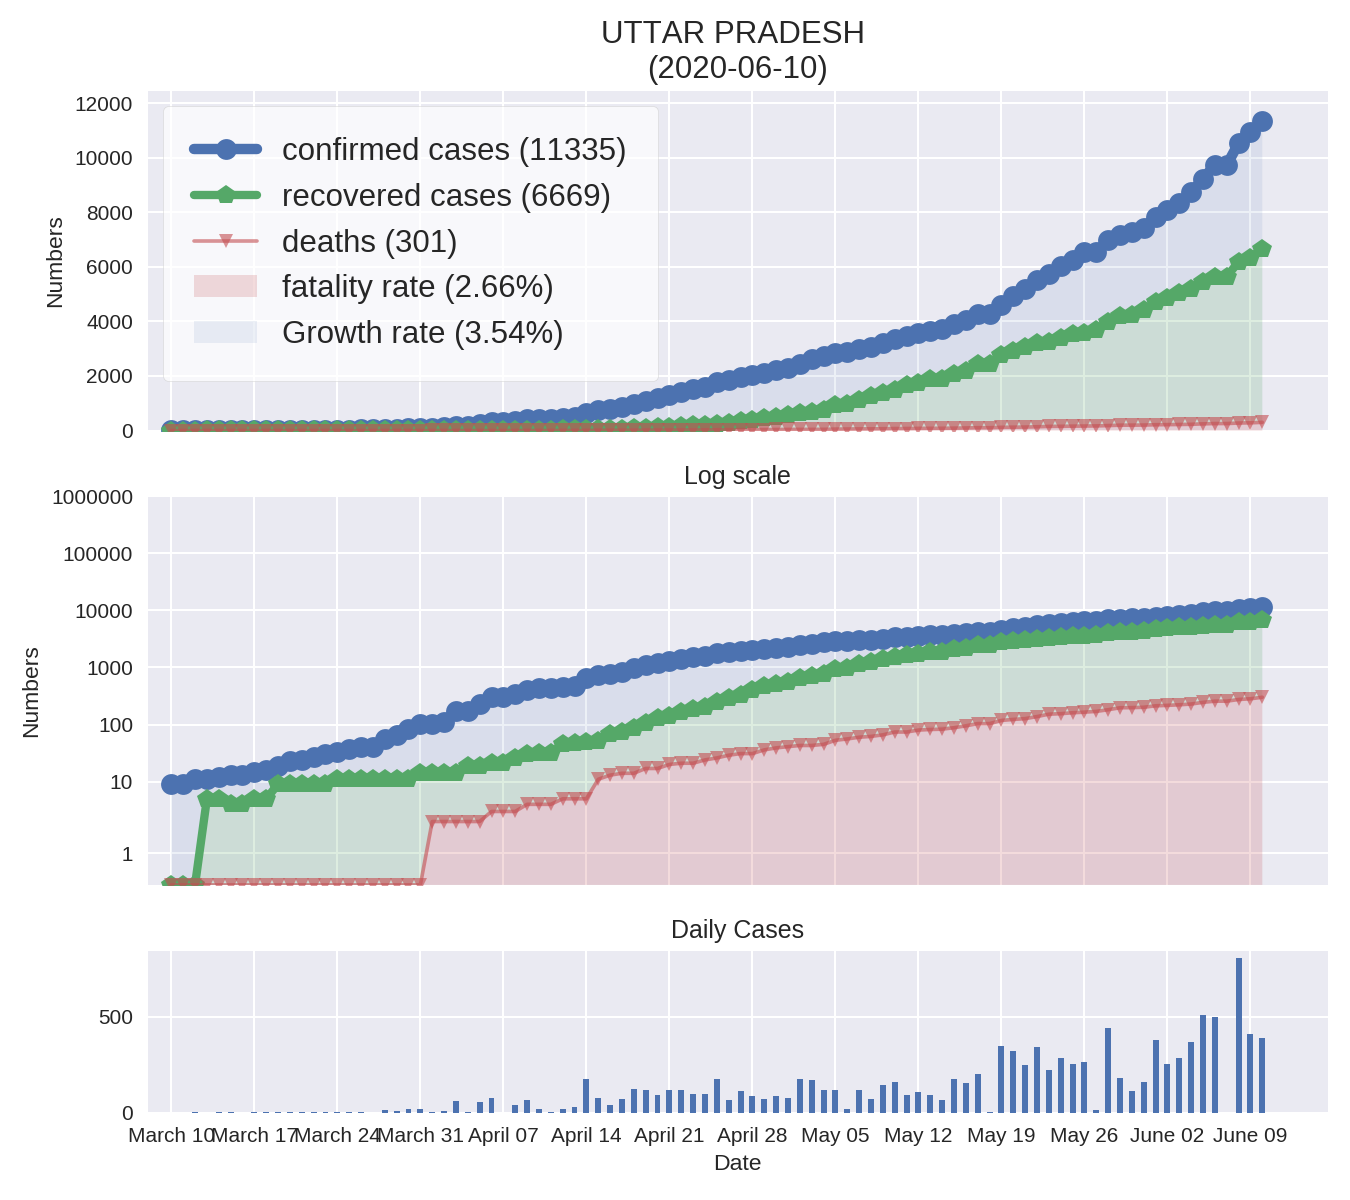 UTTAR PRADESH
(2020-06-10)
12000
10000
8000
6000
4000
2000
0
Numbers
confirmed cases (11335)
recovered cases (6669)
deaths (301)
fatality rate (2.66%)
Growth rate (3.54%)
Log scale
1000000
100000
10000
1000
100
10
1
Numbers
Daily Cases
500
0
March 10 March 17 March 24 March 31 April 07 April 14 April 21 April 28 May 05 May 12 May 19 May 26 June 02 June 09
Date